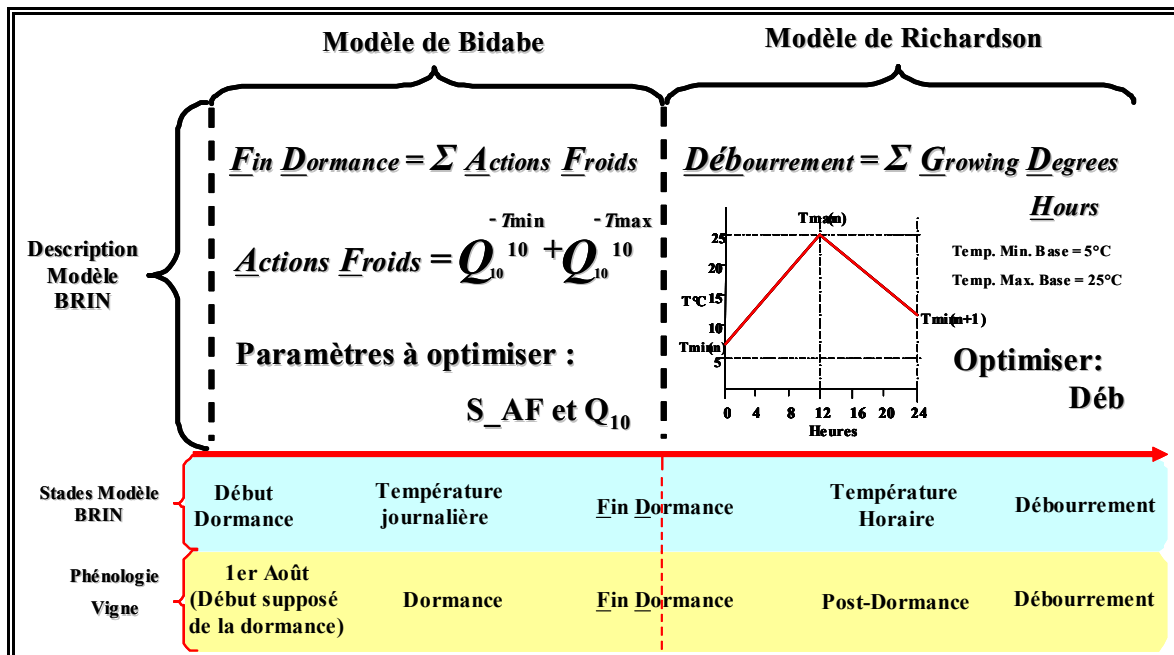 Modèle de Bidabe
Modèle de Richardson
Description
Modèle
BRIN
Fin Dormance = Σ Actions Froids
Actions Froids = Q₁₀^(-Tmin/10) + Q₁₀^(-Tmax/10)
Paramètres à optimiser :
S_AF et Q₁₀
Débourrement = Σ Growing Degrees
Hours
Tmax(n)
25
20
15
T°C
10
Tmin(n)
5
Tmin(n+1)
0 4 8 12 16 20 24
Heures
Temp. Min. Base = 5°C
Temp. Max. Base = 25°C
Optimiser:
Déb
Stades Modèle
BRIN
Début
Dormance
Température
journalière
Fin Dormance
Température
Horaire
Débourrement
Phénologie
Vigne
1er Août
(Début supposé
de la dormance)
Dormance
Fin Dormance
Post-Dormance
Débourrement